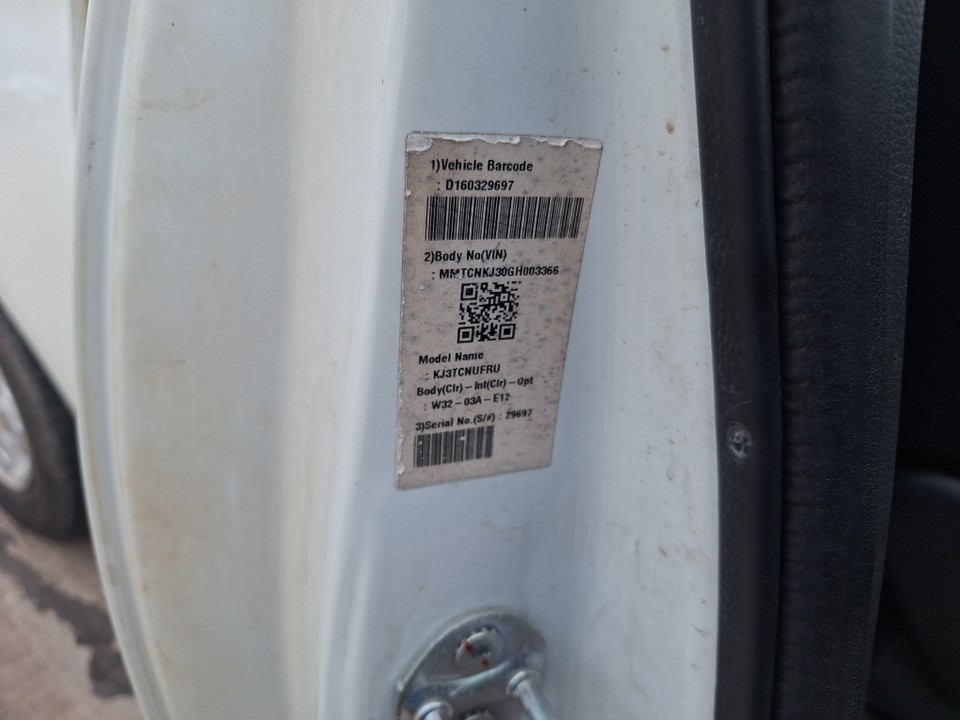 1)Vehicle Barcode
: D160329697
2)Body No(VIN)
: MMTCNKJ30GH003366
Model Name
: KJ3TCNUFRU
Body(Clr)-Int(Clr)-Opt
: W32-03A-E12
3)Serial No.(S/#) : 29697